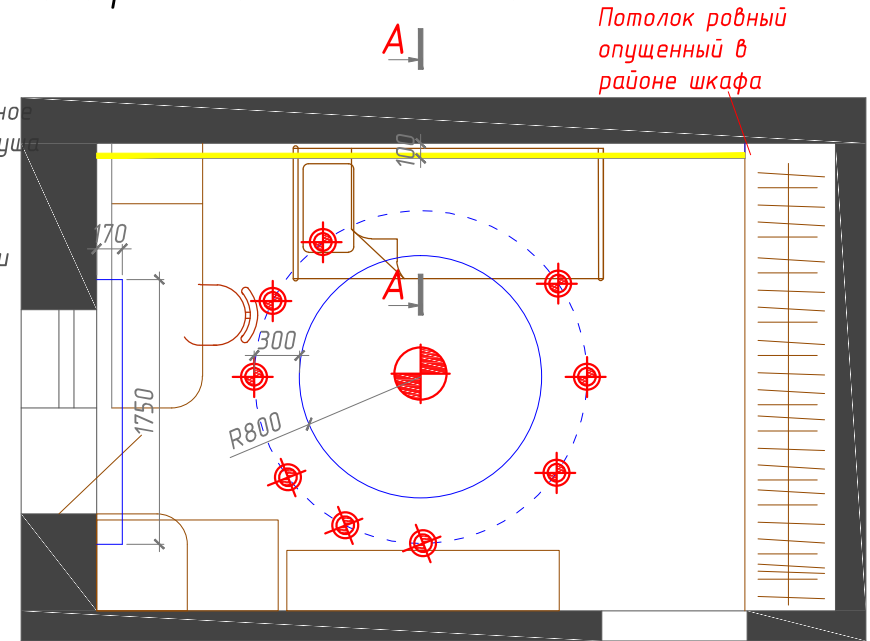 Потолок ровный
опущенный в
районе шкафа
A
100
170
A
300
1750
R800